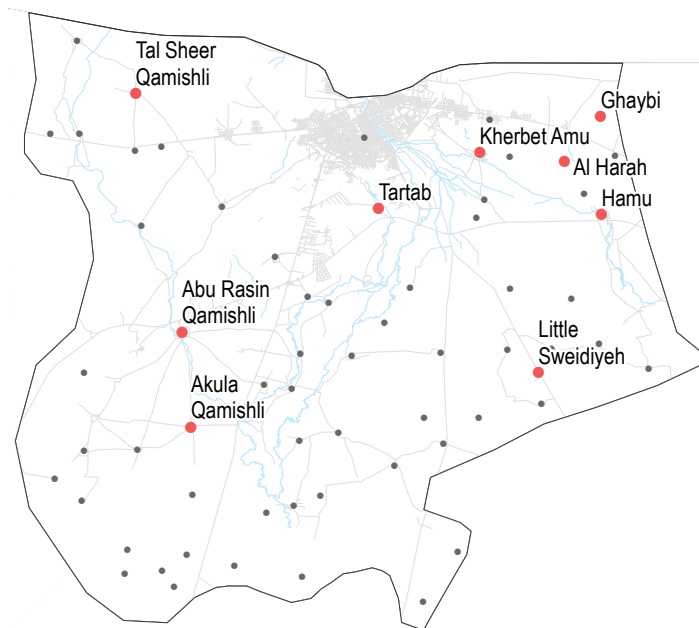 Tal Sheer
Qamishli
Ghaybi
Kherbet Amu
Al Harah
Tartab
Hamu
Abu Rasin
Qamishli
Little
Sweidiyeh
Akula
Qamishli